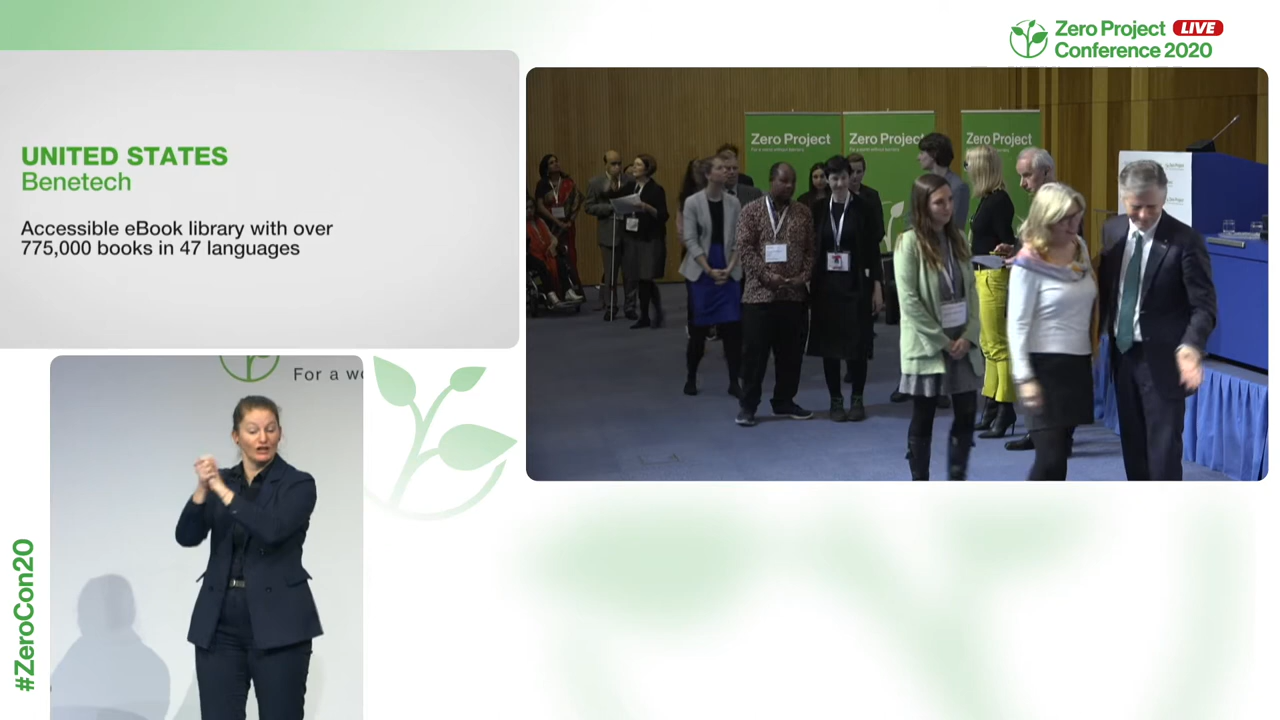 Zero Project LIVE
Conference 2020
UNITED STATES
Benetech
Accessible eBook library with over
775,000 books in 47 languages
Zero Project
Zero Project
Zero Project
For a wo
#ZeroCon20